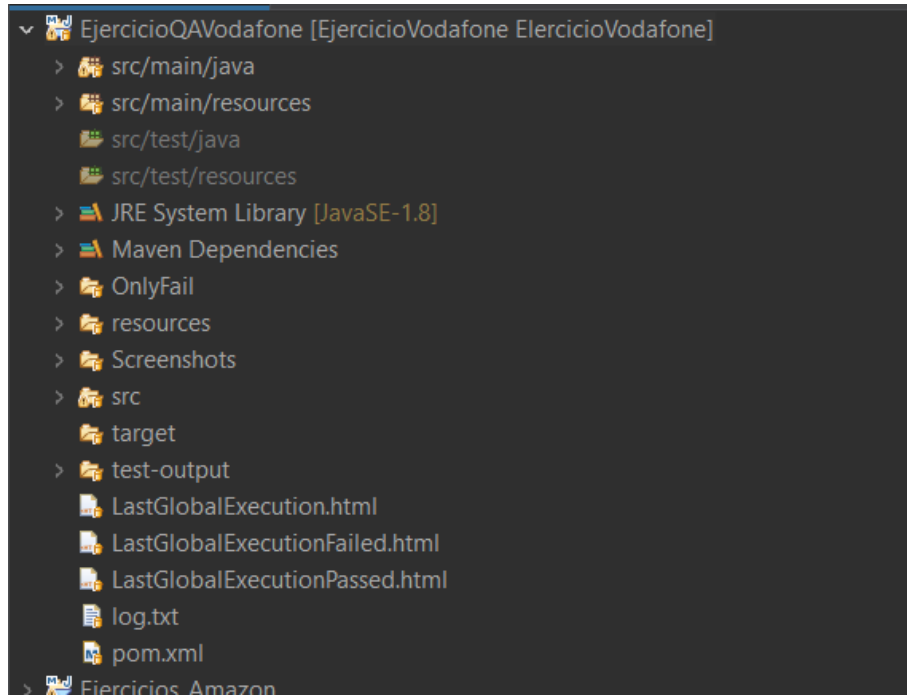 EjercicioQAVodafone [EjercicioVodafone ElercicioVodafone]
src/main/java
src/main/resources
src/test/java
src/test/resources
JRE System Library [JavaSE-1.8]
Maven Dependencies
OnlyFail
resources
Screenshots
src
target
test-output
LastGlobalExecution.html
LastGlobalExecutionFailed.html
LastGlobalExecutionPassed.html
log.txt
pom.xml
Ejercicios_Amazon